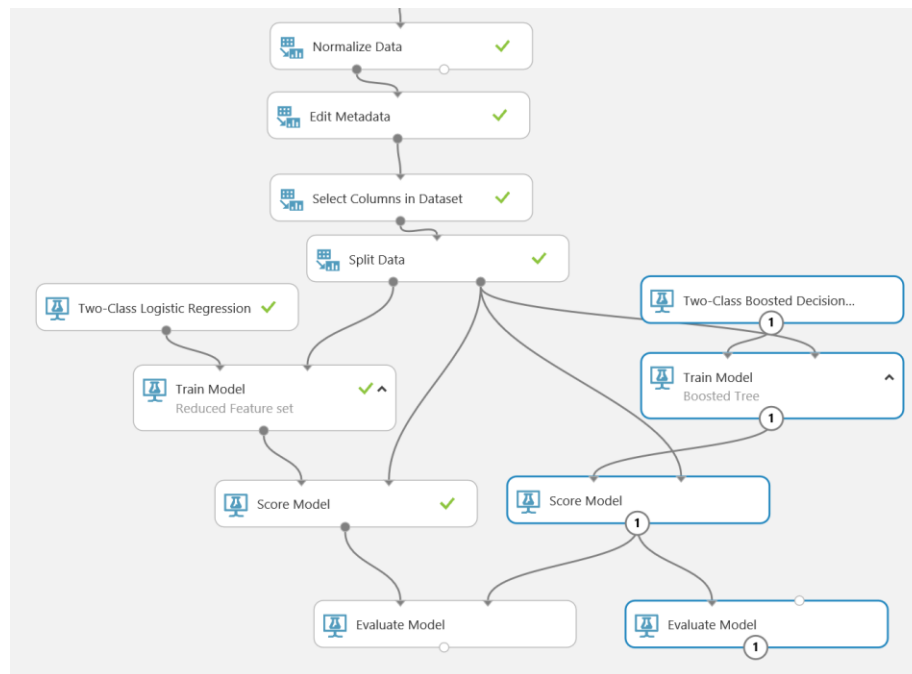 Normalize Data
Edit Metadata
Select Columns in Dataset
Split Data
Two-Class Logistic Regression
Two-Class Boosted Decision...
1
Train Model
Reduced Feature set
Train Model
Boosted Tree
1
Score Model
Score Model
1
Evaluate Model
Evaluate Model
1